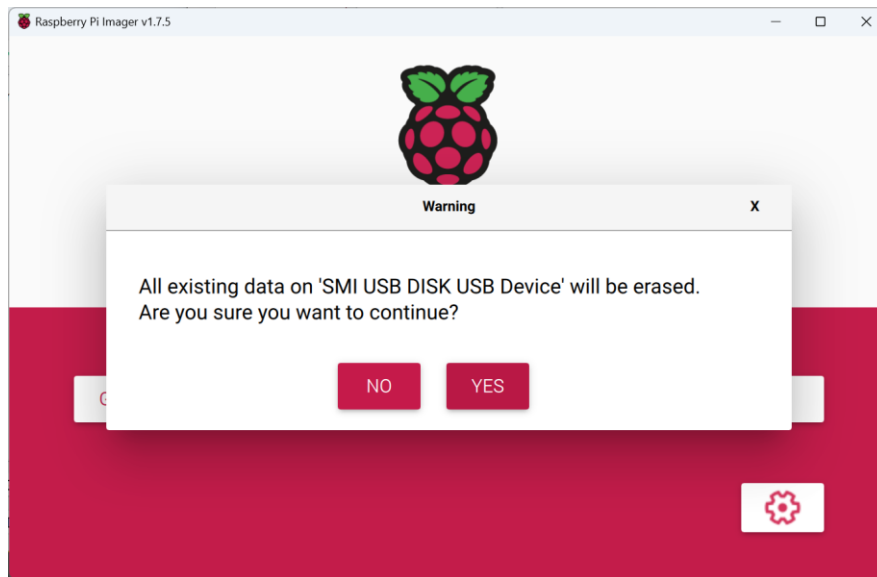 Raspberry Pi Imager v1.7.5
Warning
X
All existing data on 'SMI USB DISK USB Device' will be erased.
Are you sure you want to continue?
NO
YES